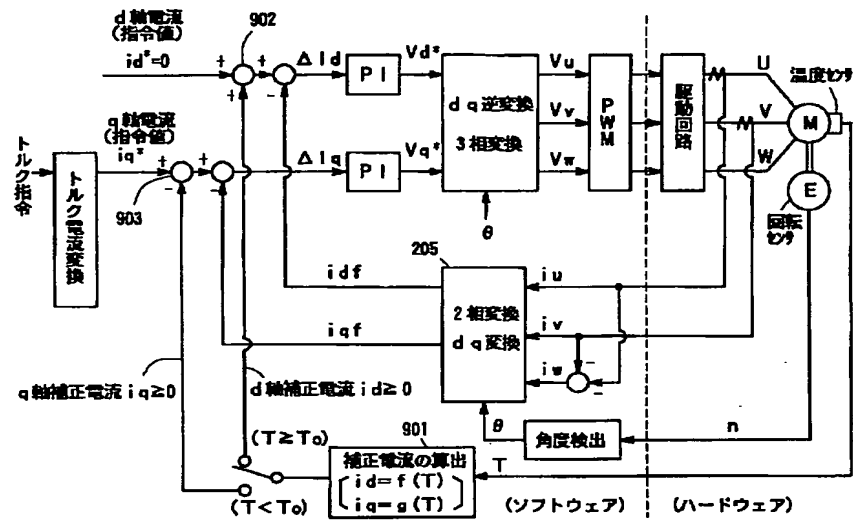 d軸電流
(指令値)
id*=0
902
+
+
+
-
ΔId
PI
Vd*
q軸電流
(指令値)
iq*
+
-
+
-
903
ΔIq
PI
Vq*
トルク指令
トルク電流変換
dq逆変換
3相変換
θ
Vu
Vv
Vw
PWM
駆動回路
U
V
W
M
温度センサ
E
回転
センサ
205
2相変換
dq変換
idf
iqf
iu
iv
iw
-
-
θ
角度検出
n
q軸補正電流 iq≧0
d軸補正電流 id≧0
(T≧To)
(T<To)
901
補正電流の算出
id=f(T)
iq=g(T)
T
(ソフトウェア)
(ハードウェア)